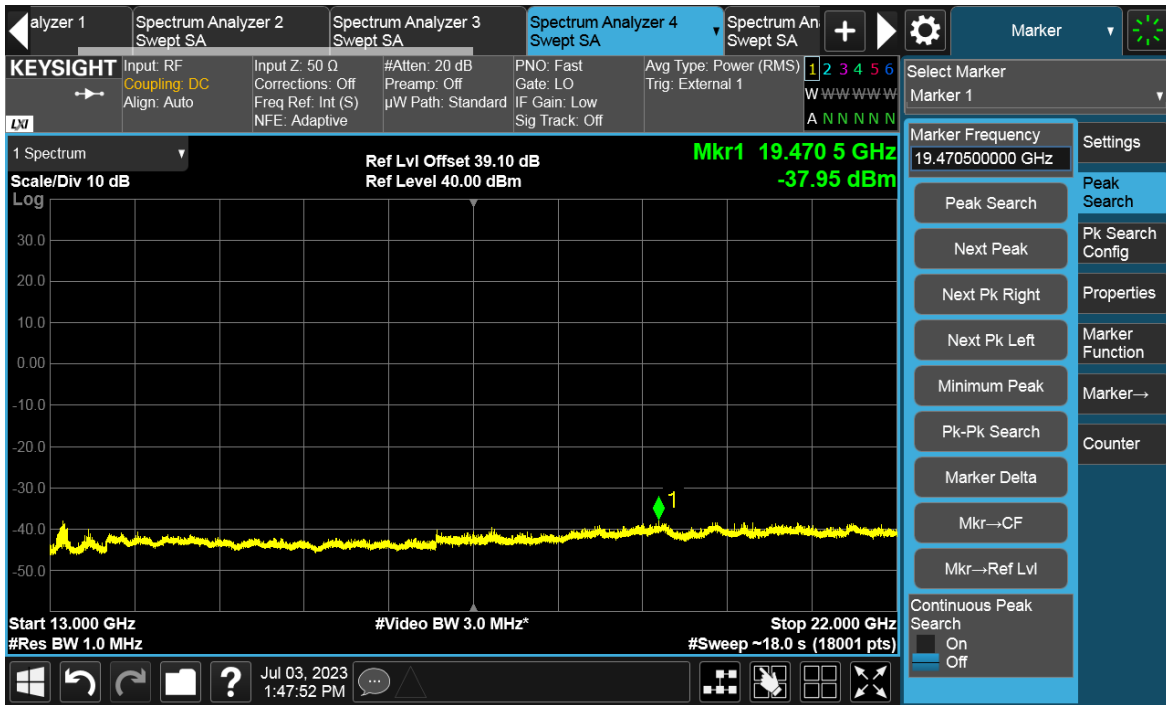 alyzer 1
Spectrum Analyzer 2
Swept SA
Spectrum Analyzer 3
Swept SA
Spectrum Analyzer 4
Swept SA
Spectrum An
Swept SA
+
Marker
KEYSIGHT
LXI
Input: RF
Coupling: DC
Align: Auto
Input Z: 50 Ω
Corrections: Off
Freq Ref: Int (S)
NFE: Adaptive
#Atten: 20 dB
Preamp: Off
µW Path: Standard
PNO: Fast
Gate: LO
IF Gain: Low
Sig Track: Off
Avg Type: Power (RMS)
Trig: External 1
1 2 3 4 5 6
W W W W W W
A N N N N N
Select Marker
Marker 1
1 Spectrum
Scale/Div 10 dB
Log
Ref Lvl Offset 39.10 dB
Ref Level 40.00 dBm
Mkr1 19.470 5 GHz
-37.95 dBm
30.0
20.0
10.0
0.00
-10.0
-20.0
-30.0
-40.0
-50.0
1
Start 13.000 GHz
#Res BW 1.0 MHz
#Video BW 3.0 MHz*
Stop 22.000 GHz
#Sweep ~18.0 s (18001 pts)
Marker Frequency
19.470500000 GHz
Peak Search
Next Peak
Next Pk Right
Next Pk Left
Minimum Peak
Pk-Pk Search
Marker Delta
Mkr→CF
Mkr→Ref Lvl
Continuous Peak
Search
On
Off
Settings
Peak
Search
Pk Search
Config
Properties
Marker
Function
Marker→
Counter
?
Jul 03, 2023
1:47:52 PM